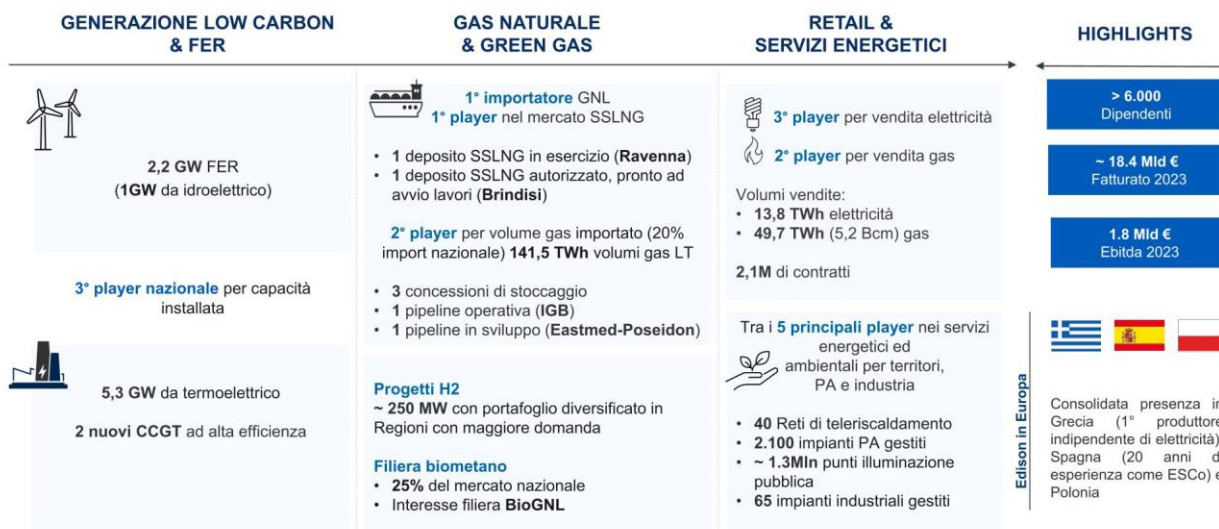 GENERAZIONE LOW CARBON
& FER
2,2 GW FER
(1GW da idroelettrico)
3° player nazionale per capacità
installata
5,3 GW da termoelettrico
2 nuovi CCGT ad alta efficienza
GAS NATURALE
& GREEN GAS
1° importatore GNL
1° player nel mercato SSLNG
• 1 deposito SSLNG in esercizio (Ravenna)
• 1 deposito SSLNG autorizzato, pronto ad
avvio lavori (Brindisi)
2° player per volume gas importato (20%
import nazionale) 141,5 TWh volumi gas LT
• 3 concessioni di stoccaggio
• 1 pipeline operativa (IGB)
• 1 pipeline in sviluppo (Eastmed-Poseidon)
Progetti H2
~ 250 MW con portafoglio diversificato in
Regioni con maggiore domanda
Filiera biometano
• 25% del mercato nazionale
• Interesse filiera BioGNL
RETAIL &
SERVIZI ENERGETICI
3° player per vendita elettricità
2° player per vendita gas
Volumi vendite:
• 13,8 TWh elettricità
• 49,7 TWh (5,2 Bcm) gas
2,1M di contratti
Tra i 5 principali player nei servizi
energetici ed
ambientali per territori,
PA e industria
• 40 Reti di teleriscaldamento
• 2.100 impianti PA gestiti
• ~ 1.3Mln punti illuminazione
pubblica
• 65 impianti industriali gestiti
HIGHLIGHTS
> 6.000
Dipendenti
~ 18.4 Mld €
Fatturato 2023
1.8 Mld €
Ebitda 2023
Edison in Europa
Consolidata presenza in
Grecia (1° produttore
indipendente di elettricità)
Spagna (20 anni d
esperienza come ESCo) e
Polonia